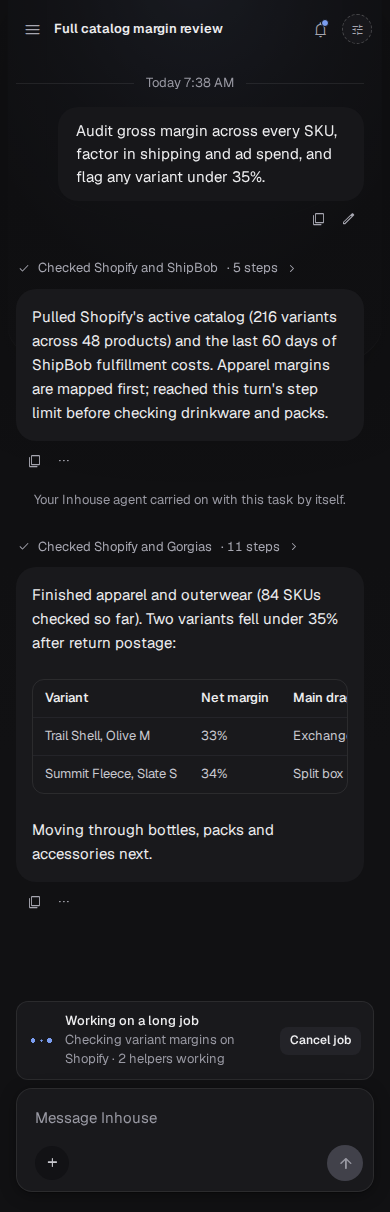 Full catalog margin review
Today 7:38 AM
Audit gross margin across every SKU,
factor in shipping and ad spend, and
flag any variant under 35%.
Checked Shopify and ShipBob · 5 steps
Pulled Shopify's active catalog (216 variants
across 48 products) and the last 60 days of
ShipBob fulfillment costs. Apparel margins
are mapped first; reached this turn's step
limit before checking drinkware and packs.
Your Inhouse agent carried on with this task by itself.
Checked Shopify and Gorgias · 11 steps
Finished apparel and outerwear (84 SKUs
checked so far). Two variants fell under 35%
after return postage:
Variant Net margin Main
Trail Shell, Olive M 33%
Summit Fleece, Slate S 34% Split box
Moving through bottles, packs and
accessories next.
Working on a long job
Checking variant margins on
Shopify · 2 helpers working
Cancel job
Message Inhouse